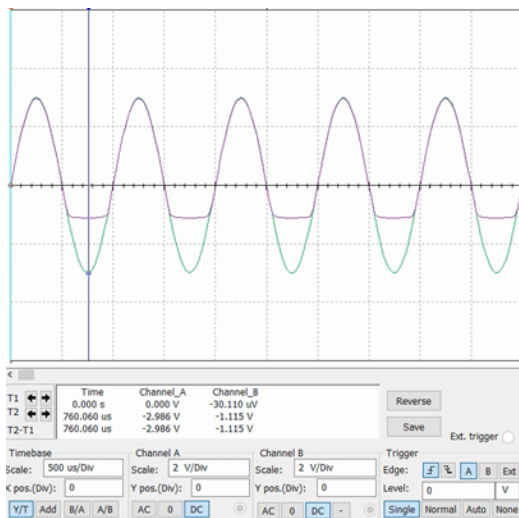 Time Channel_A Channel_B
T1 0.000 s 0.000 V -30.110 uV
T2 760.060 us -2.986 V -1.115 V
T2-T1 760.060 us -2.986 V -1.115 V
Reverse
Save
Ext. trigger
Timebase
Scale: 500 us/Div
X pos.(Div): 0
Y/T Add B/A A/B
Channel A
Scale: 2 V/Div
Y pos.(Div): 0
AC 0 DC
Channel B
Scale: 2 V/Div
Y pos.(Div): 0
AC 0 DC -
Trigger
Edge: A B Ext
Level: 0 V
Single Normal Auto None